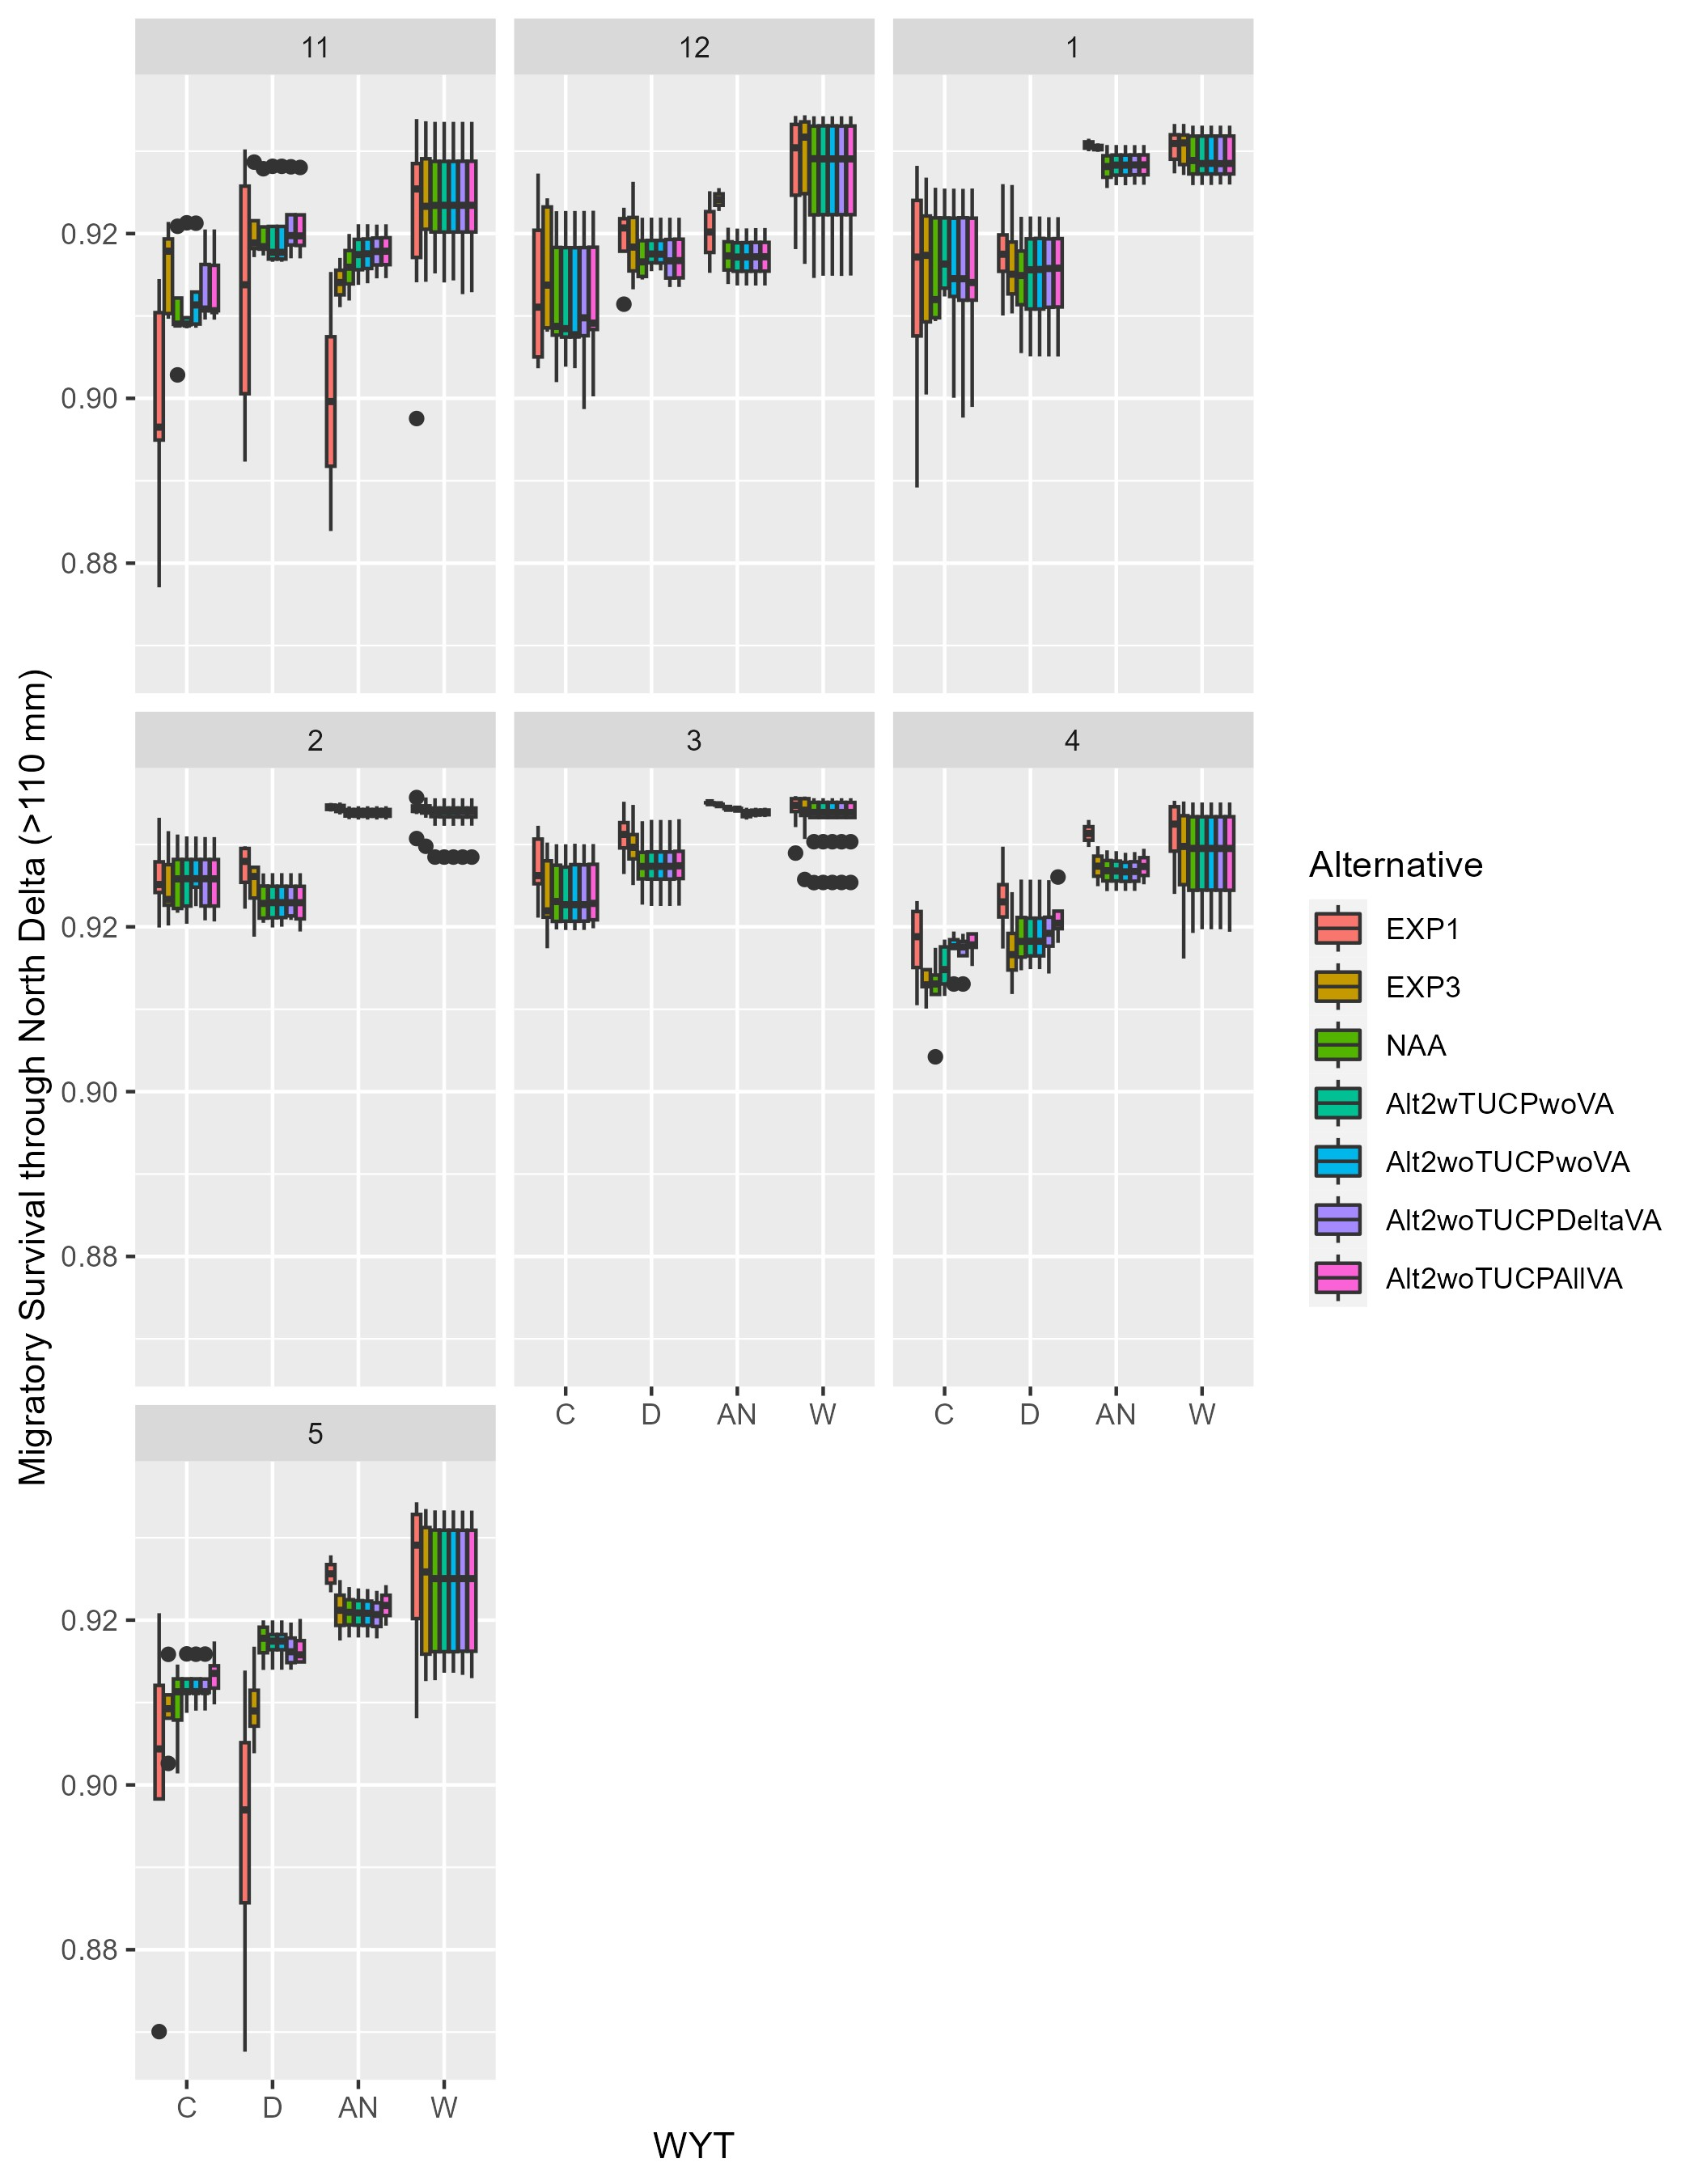 11
12
1
0.92
0.90
0.88
2
3
4
0.92
0.90
0.88
C D AN W
C D AN W
5
0.92
0.90
0.88
C D AN W
WYT
Migratory Survival through North Delta (>110 mm)
Alternative
EXP1
EXP3
NAA
Alt2wTUCPwoVA
Alt2woTUCPwoVA
Alt2woTUCPDeltaVA
Alt2woTUCPAllVA